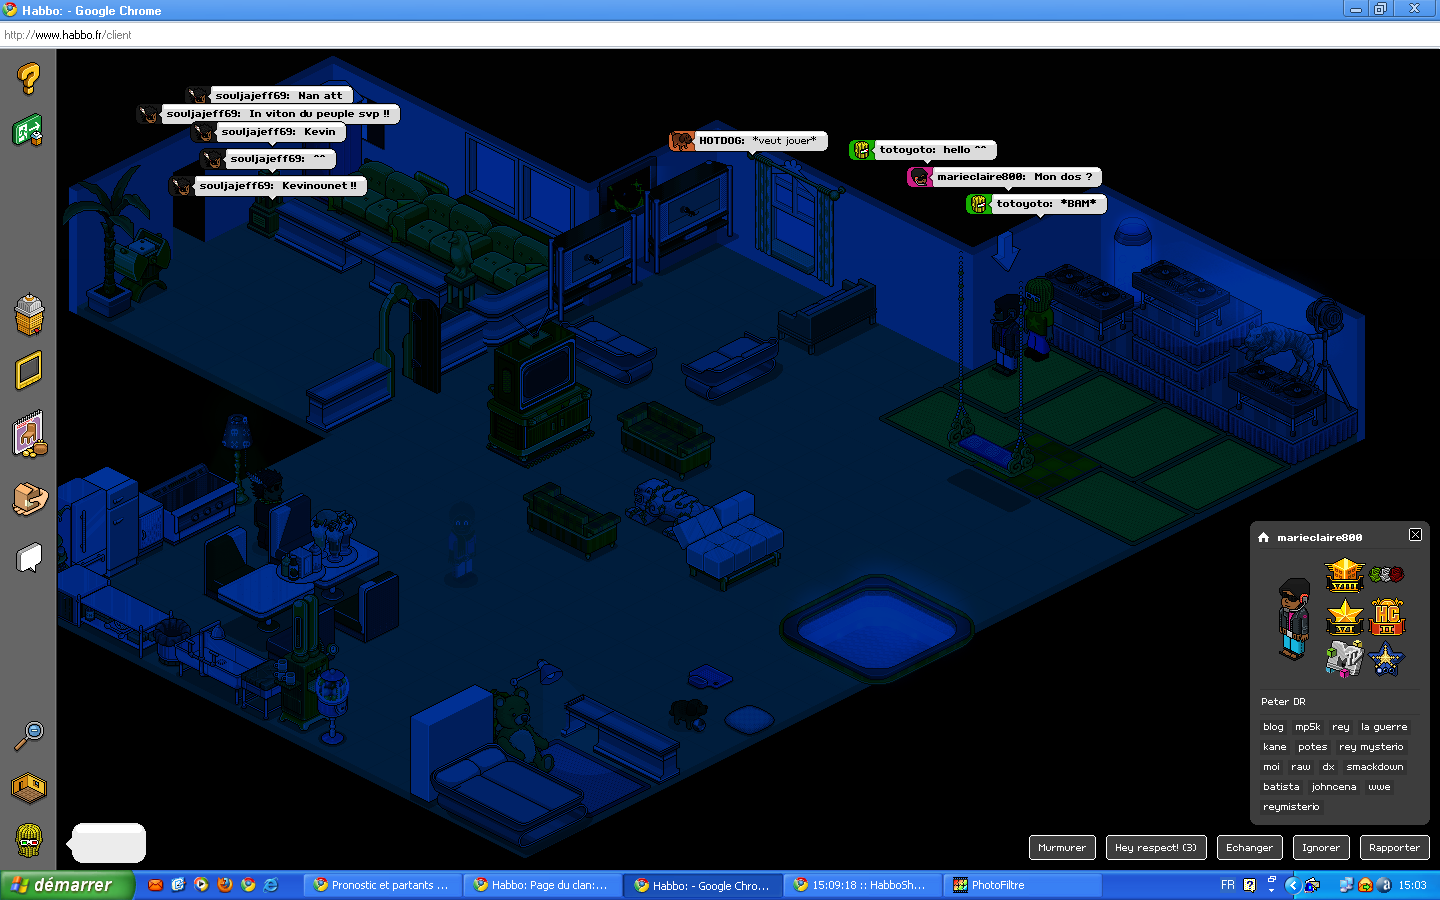 Habbo: - Google Chrome
http://www.habbo.fr/client
souljajeff69: Nan att
souljajeff69: In viton du peuple svp !!
souljajeff69: Kevin
souljajeff69: ^^
souljajeff69: Kevinounet !!
HOTDOG: *veut jouer*
totoyoto: hello ^^
marieclaire800: Mon dos ?
totoyoto: *BAM*
marieclaire800
HC
Peter DR
blog mp5k rey la guerre
kane potes rey mysterio
moi raw dx smackdown
batista johncena wwe
reymisterio
Murmurer Hey respect! (3) Echanger Ignorer Rapporter
démarrer
Pronostic et partants ...
Habbo: Page du clan:...
Habbo: - Google Chro...
15:09:18 :: HabboSh...
PhotoFiltre
FR
15:03